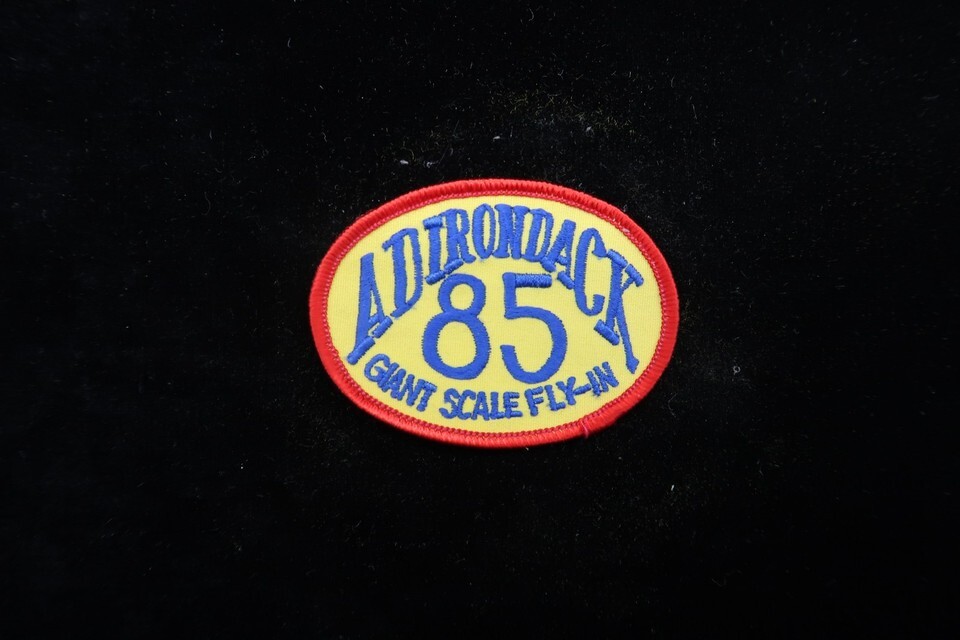 ADIRONDACK
85
GIANT SCALE FLY-IN